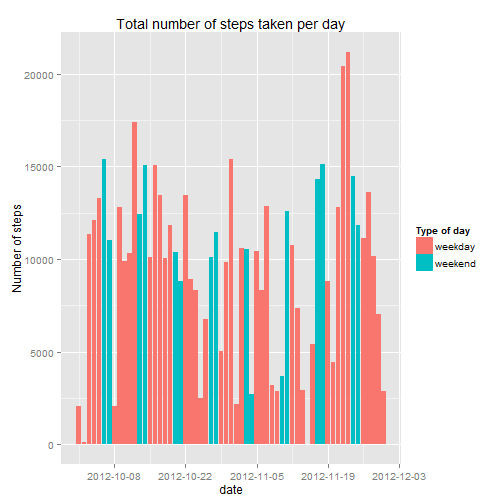 Total number of steps taken per day
Number of steps
20000
15000
10000
5000
0
2012-10-08 2012-10-22 2012-11-05 2012-11-19 2012-12-03
date
Type of day
weekday
weekend